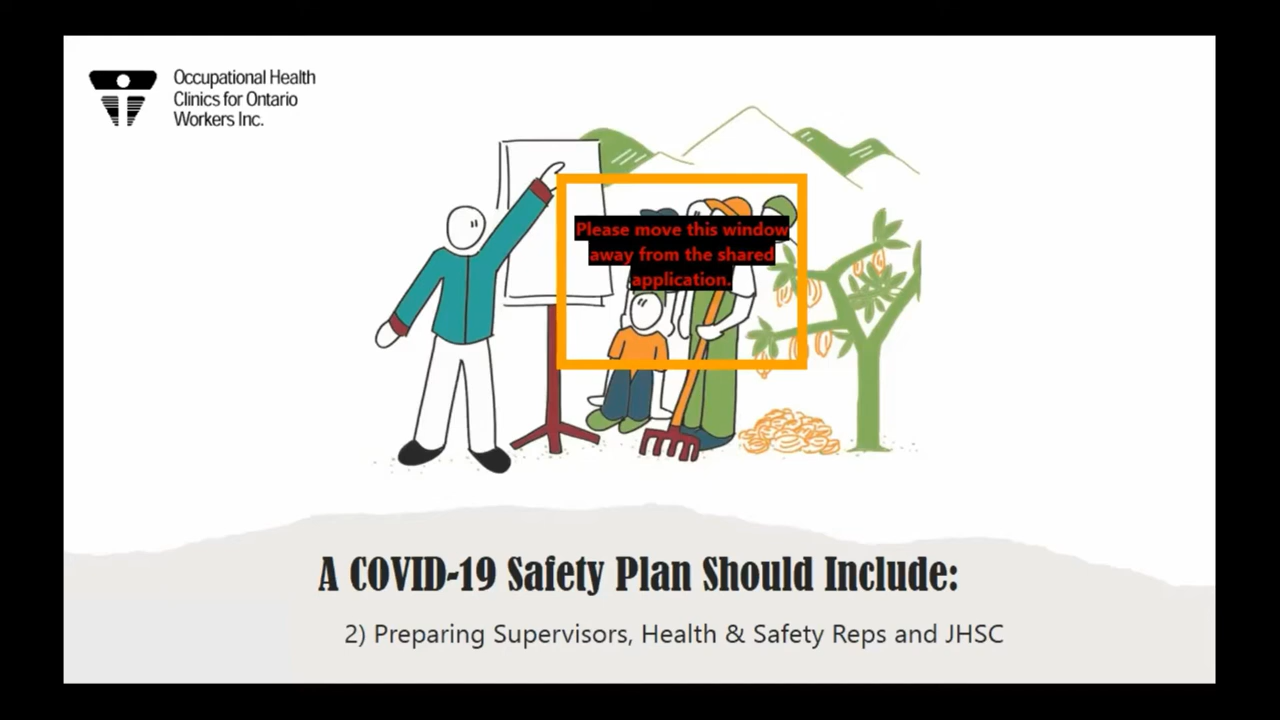 Occupational Health
Clinics for Ontario
Workers Inc.
Please move this window
away from the shared
application.
A COVID-19 Safety Plan Should Include:
2) Preparing Supervisors, Health & Safety Reps and JHSC